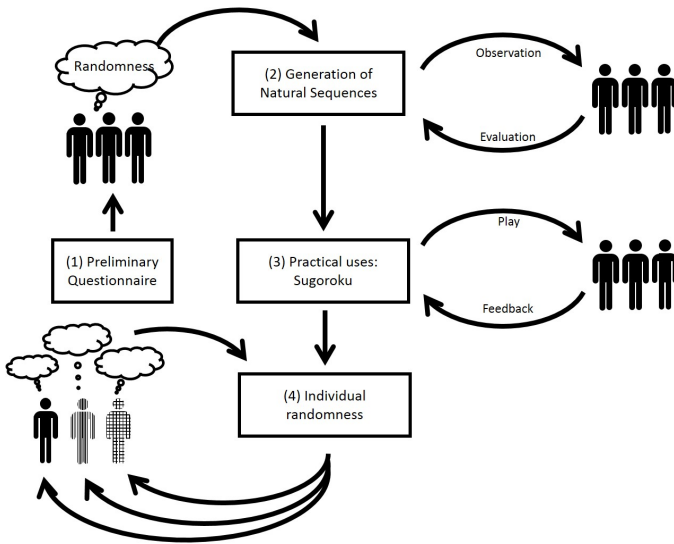 Randomness
(2) Generation of
Natural Sequences
Observation
Evaluation
(1) Preliminary
Questionnaire
(3) Practical uses:
Sugoroku
Play
Feedback
(4) Individual
randomness